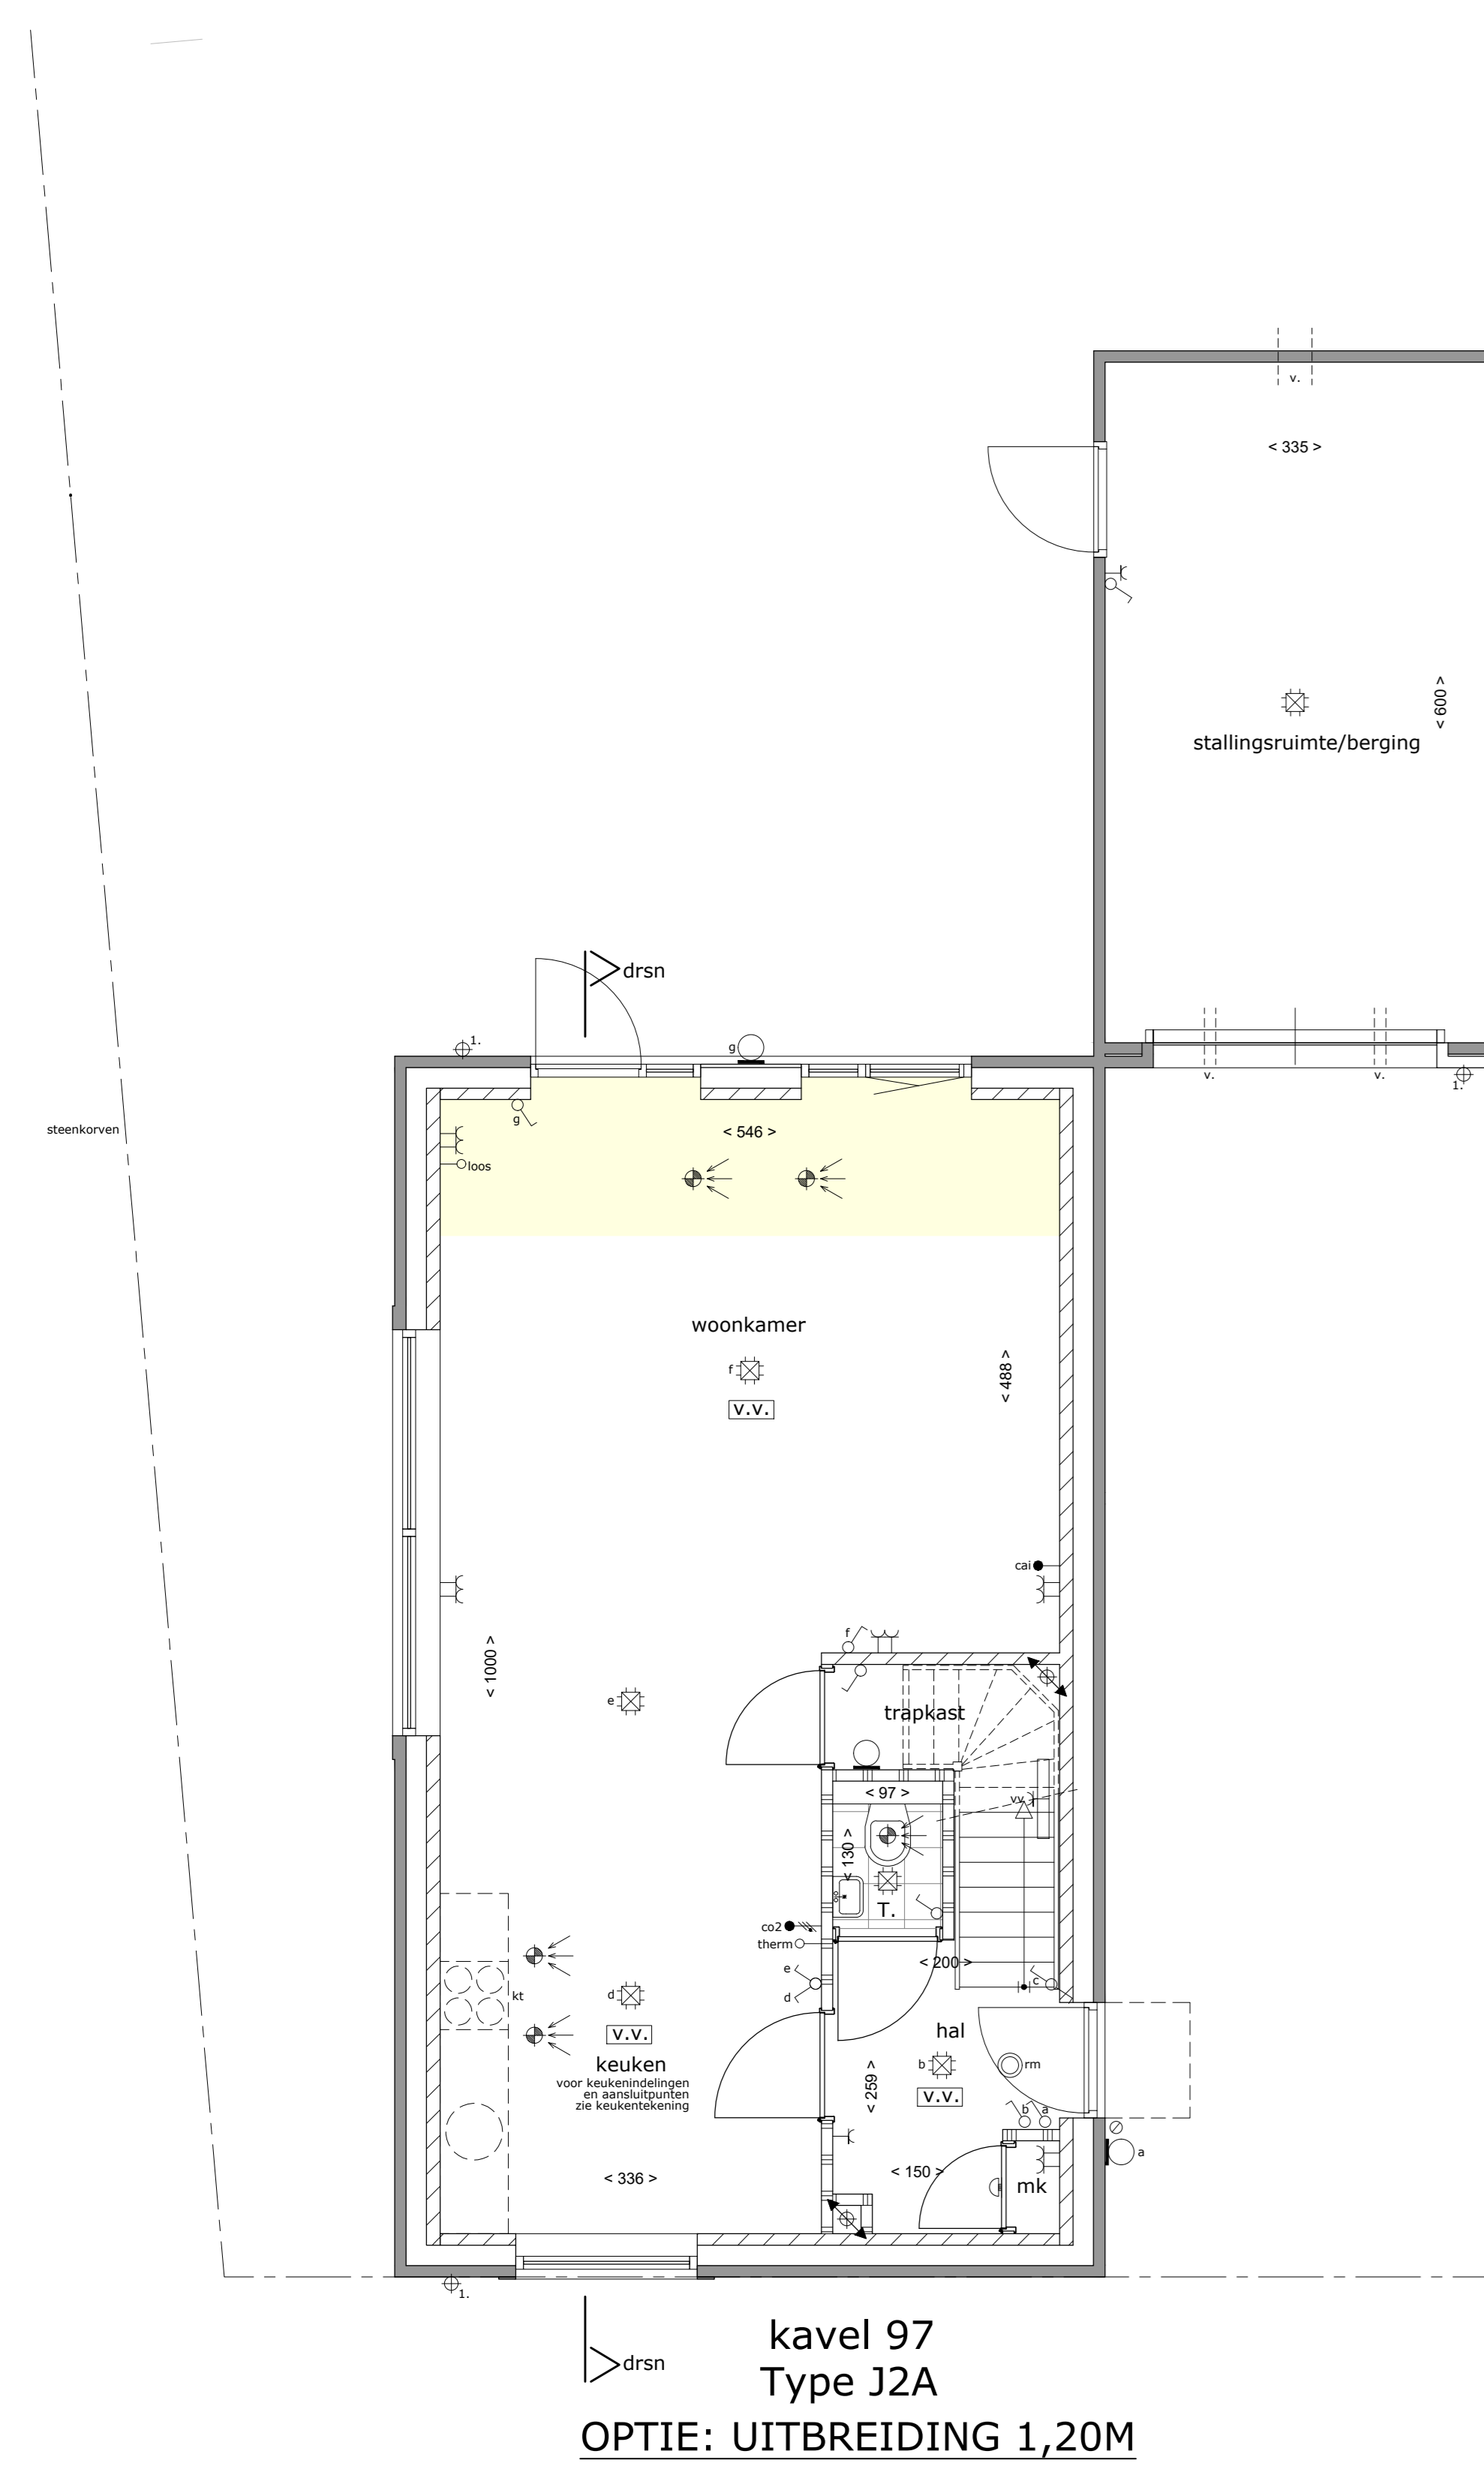 v.
< 335 >
< 600 >
stallingsruimte/berging
drsn
1.
g
v.
v.
1.
g
steenkorven
< 546 >
loos
woonkamer
f
< 488 >
v.v.
cai
f
< 1000 >
e
trapkast
< 97 >
vv
< 130 >
T.
co2
therm
< 200 >
e
c
d
d
kt
hal
v.v.
keuken
b
rm
voor keukenindelingen
en aansluitpunten
zie keukentekening
< 259 >
v.v.
b
a
a
< 150 >
< 336 >
mk
1.
kavel 97
drsn
Type J2A
OPTIE: UITBREIDING 1,20M